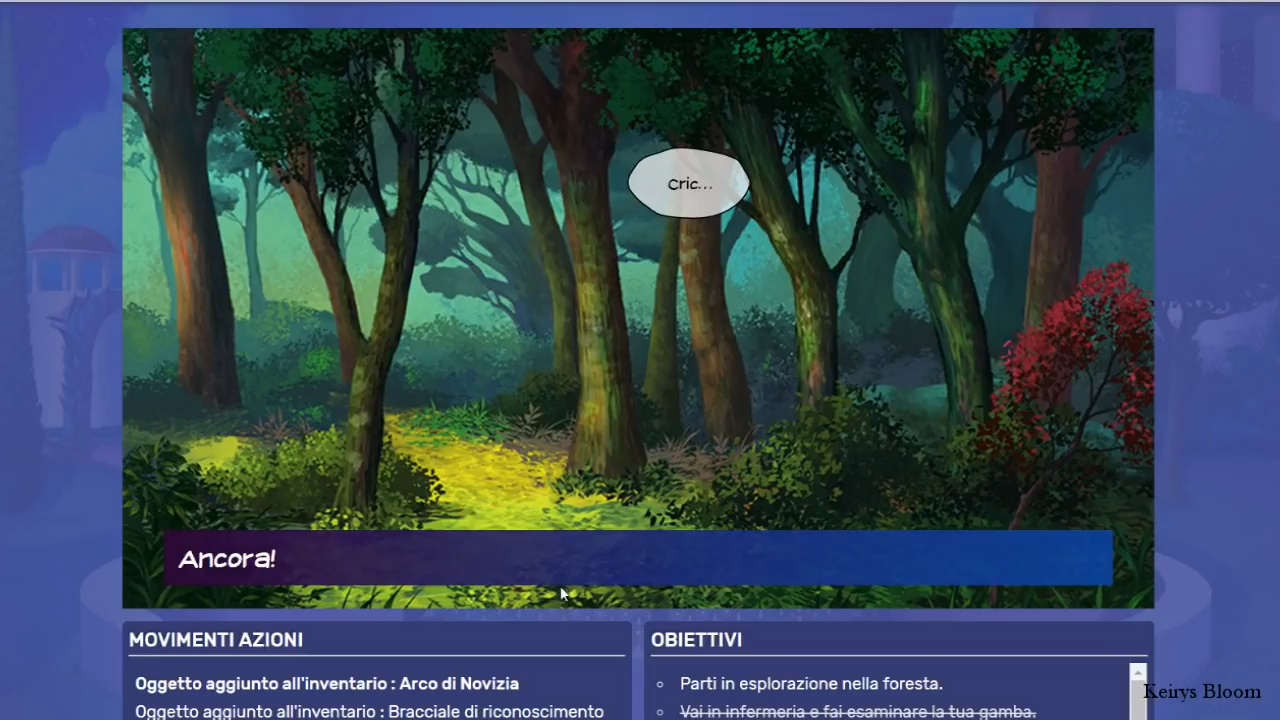 Cric...
Ancora!
MOVIMENTI AZIONI
Oggetto aggiunto all'inventario : Arco di Novizia
Oggetto aggiunto all'inventario : Bracciale di riconoscimento
OBIETTIVI
Parti in esplorazione nella foresta.
Vai in infermeria e fai esaminare la tua gamba.
Keirys Bloom